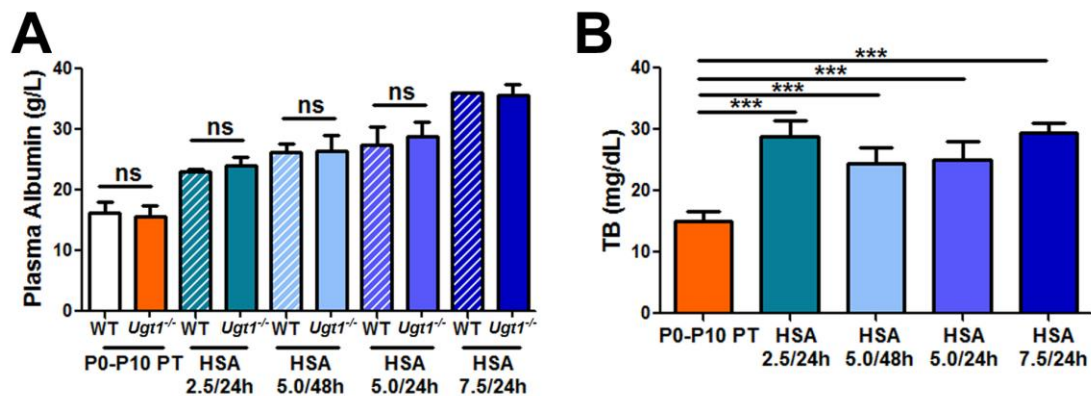 A
Plasma Albumin (g/L)
40
30
20
10
0
ns
ns
ns
ns
WT Ugt1-/- WT Ugt1-/- WT Ugt1-/- WT Ugt1-/- WT Ugt1-/-
P0-P10 PT HSA HSA HSA HSA
2.5/24h 5.0/48h 5.0/24h 7.5/24h
B
TB (mg/dL)
40
30
20
10
0
***
***
***
***
P0-P10 PT HSA HSA HSA HSA
2.5/24h 5.0/48h 5.0/24h 7.5/24h